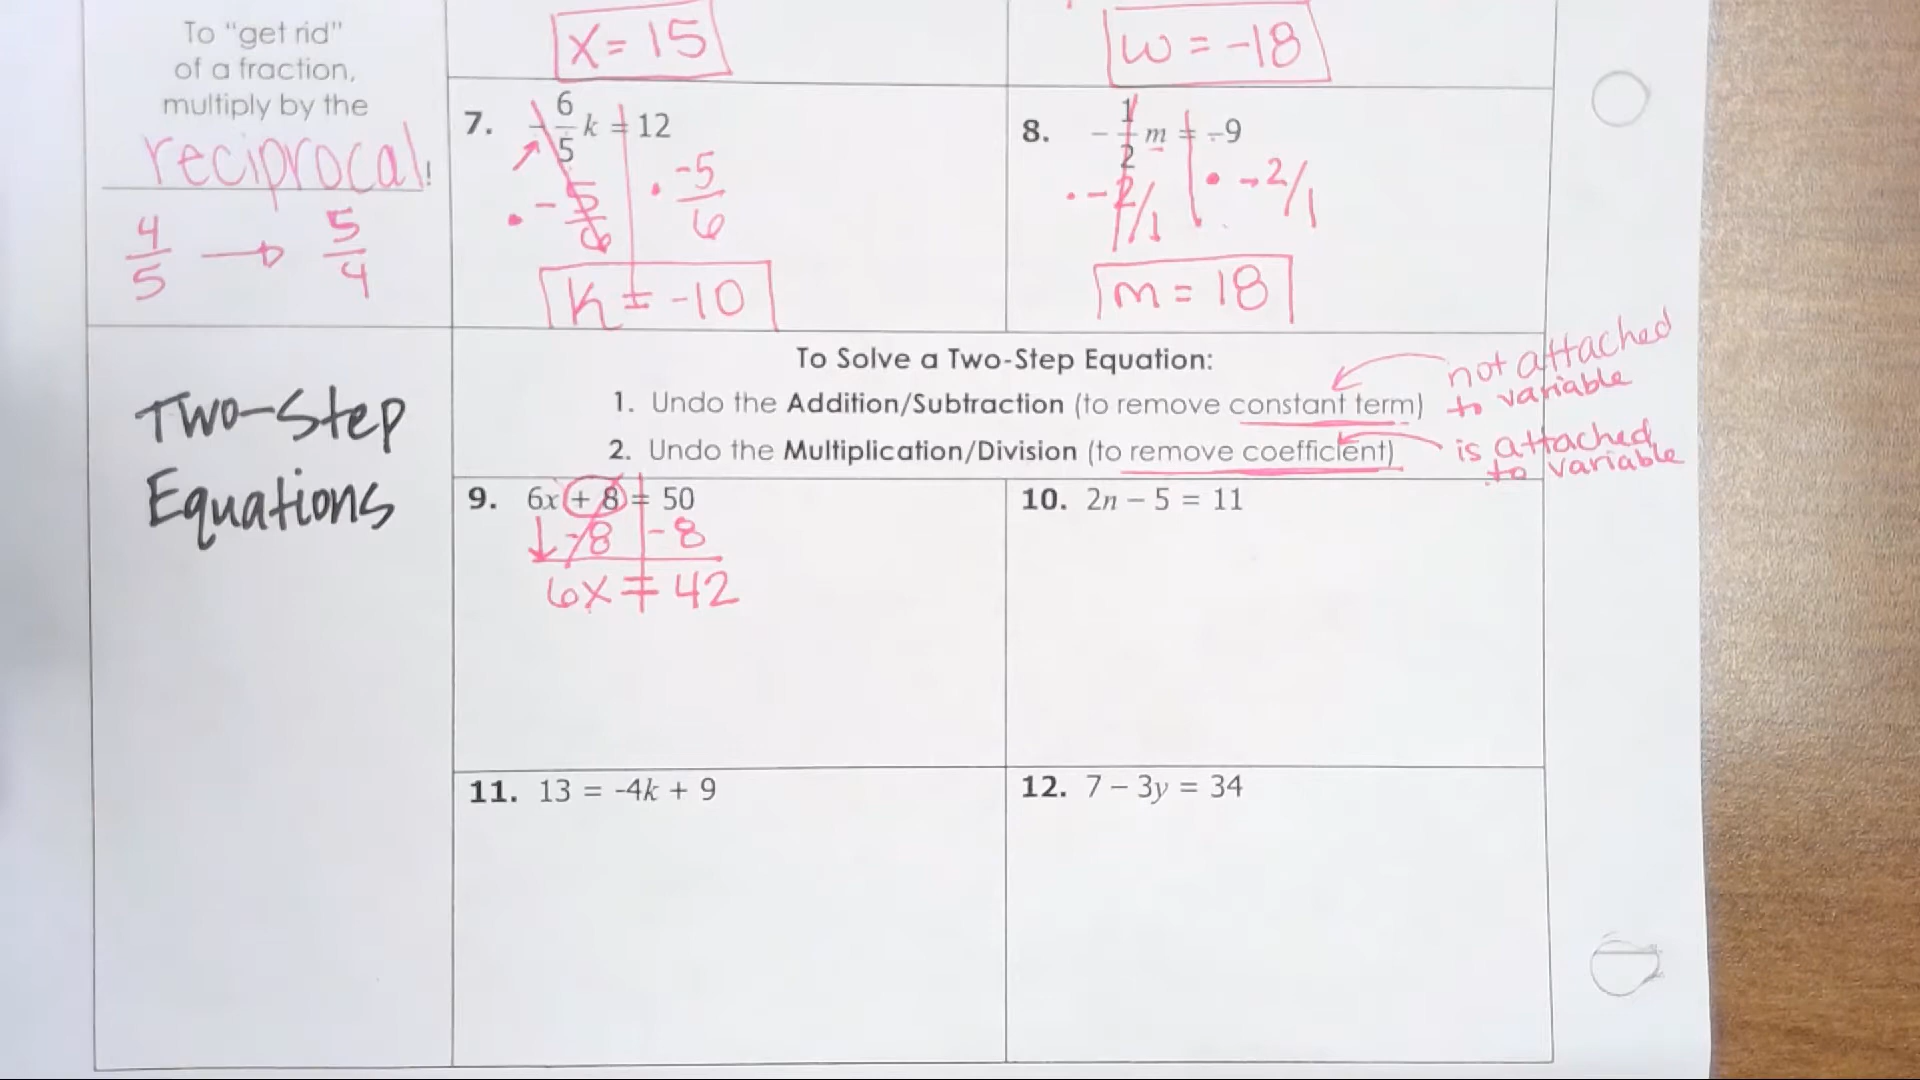 To "get rid"
of a fraction,
multiply by the
reciprocal!
4/5 → 5/4
x = 15
w = -18
7. -6/5 k = 12
· -5/6 · -5/6
k = -10
8. -1/2 m = -9
· -2/1 · -2/1
m = 18
Two-Step
Equations
To Solve a Two-Step Equation:
1. Undo the Addition/Subtraction (to remove constant term)
not attached
to variable
2. Undo the Multiplication/Division (to remove coefficient)
is attached
to variable
9. 6x + 8 = 50
-8 -8
6x = 42
10. 2n – 5 = 11
11. 13 = -4k + 9
12. 7 – 3y = 34